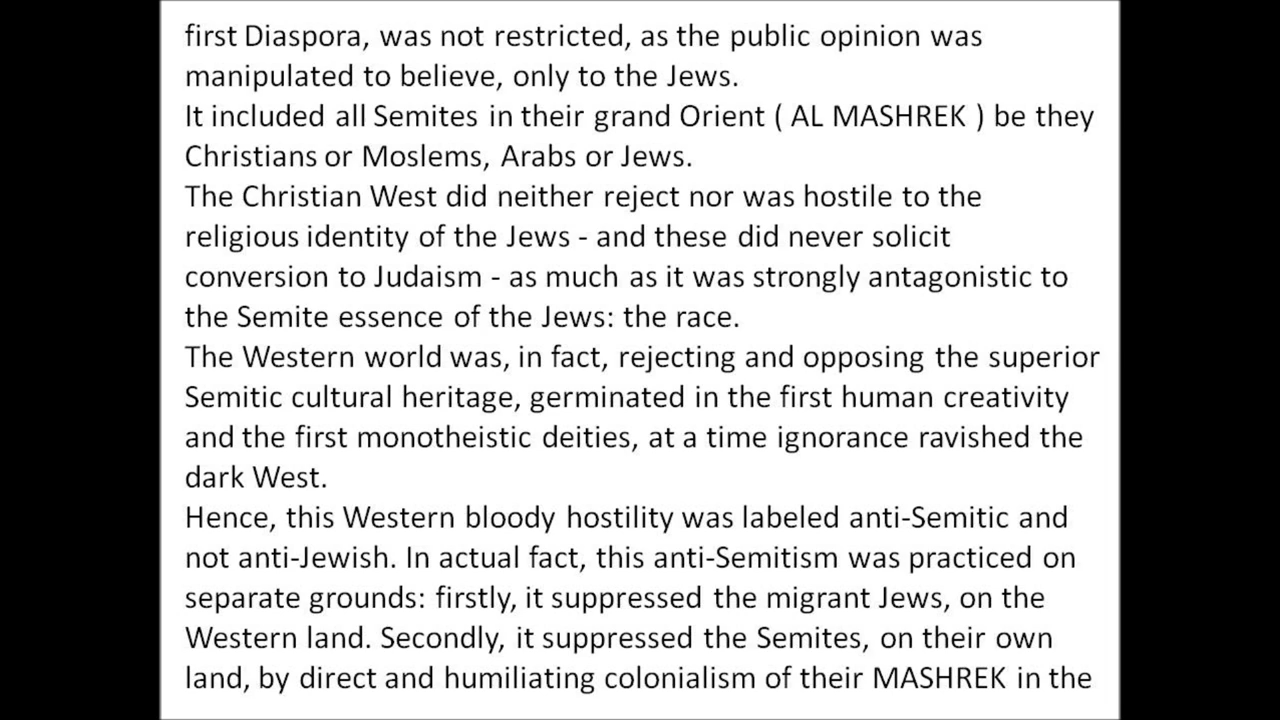 first Diaspora, was not restricted, as the public opinion was
manipulated to believe, only to the Jews.
It included all Semites in their grand Orient ( AL MASHREK ) be they
Christians or Moslems, Arabs or Jews.
The Christian West did neither reject nor was hostile to the
religious identity of the Jews - and these did never solicit
conversion to Judaism - as much as it was strongly antagonistic to
the Semite essence of the Jews: the race.
The Western world was, in fact, rejecting and opposing the superior
Semitic cultural heritage, germinated in the first human creativity
and the first monotheistic deities, at a time ignorance ravished the
dark West.
Hence, this Western bloody hostility was labeled anti-Semitic and
not anti-Jewish. In actual fact, this anti-Semitism was practiced on
separate grounds: firstly, it suppressed the migrant Jews, on the
Western land. Secondly, it suppressed the Semites, on their own
land, by direct and humiliating colonialism of their MASHREK in the